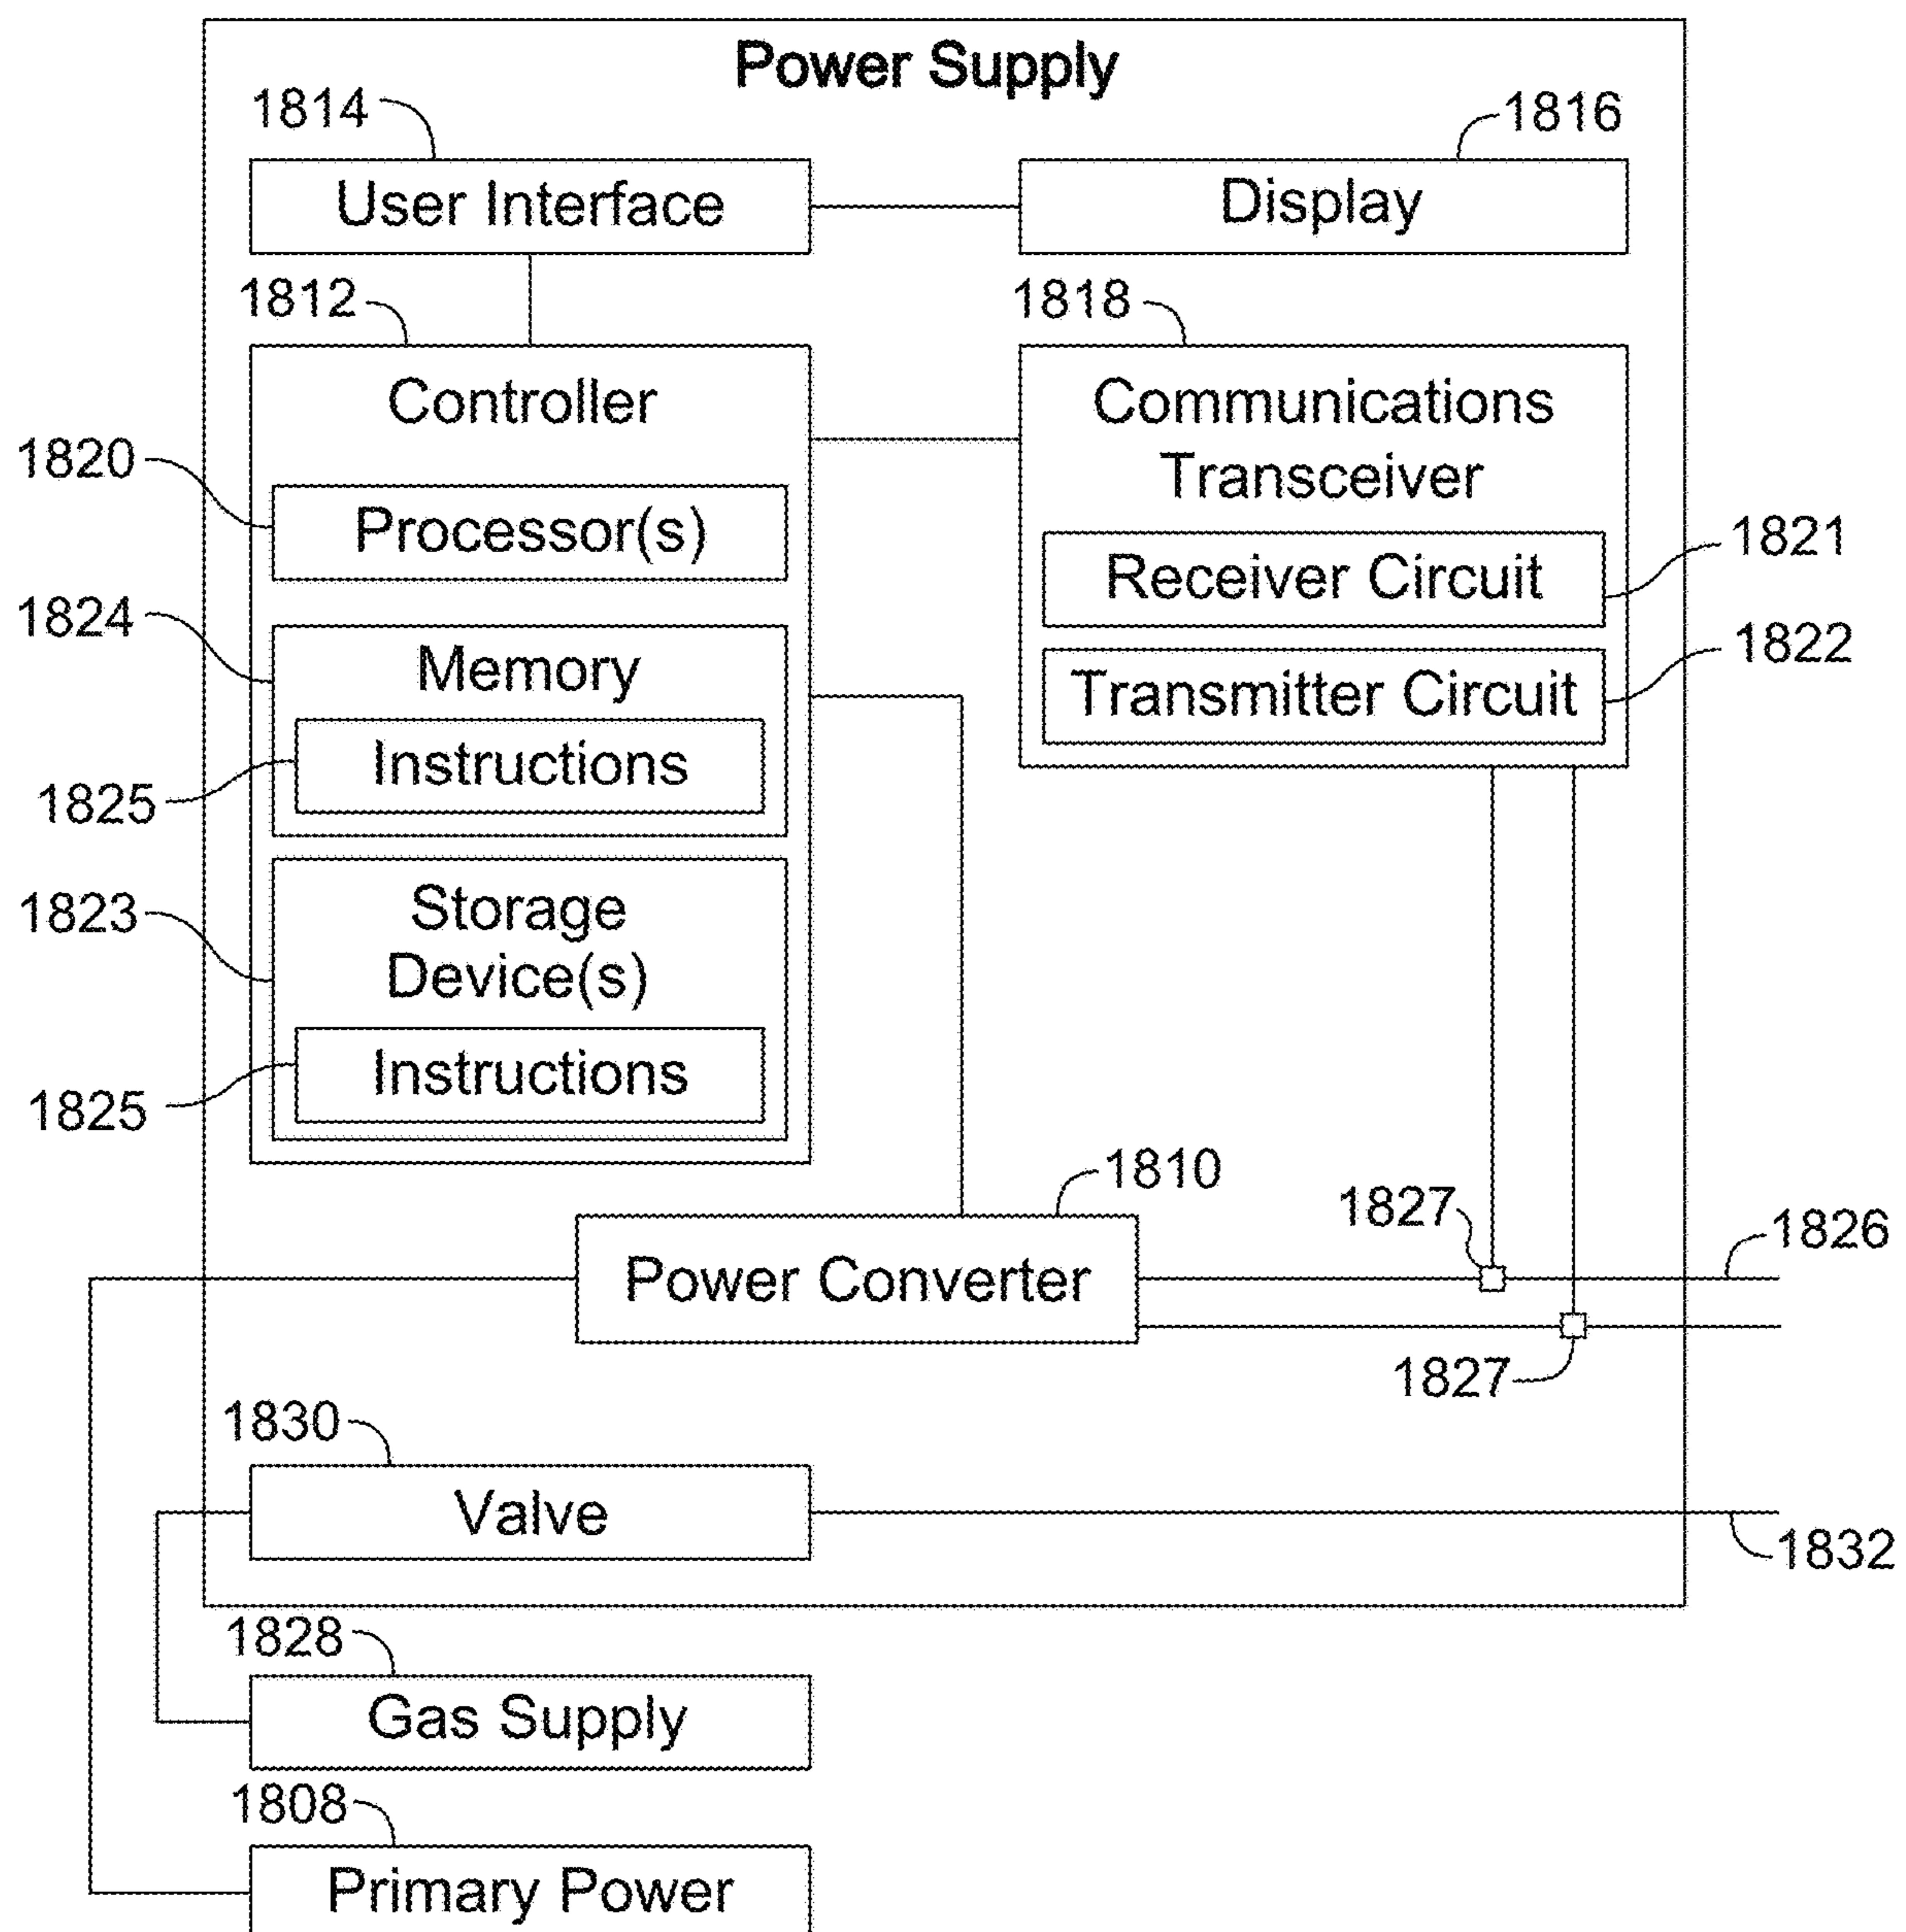 Power Supply
1814
1816
User Interface
Display
1812
1818
Controller
Communications
Transceiver
1820
Processor(s)
1821
Receiver Circuit
1824
Memory
1822
Transmitter Circuit
Instructions
1825
1823
Storage
Device(s)
Instructions
1825
1810
1827
1826
Power Converter
1827
1830
Valve
1832
1828
Gas Supply
1808
Primary Power